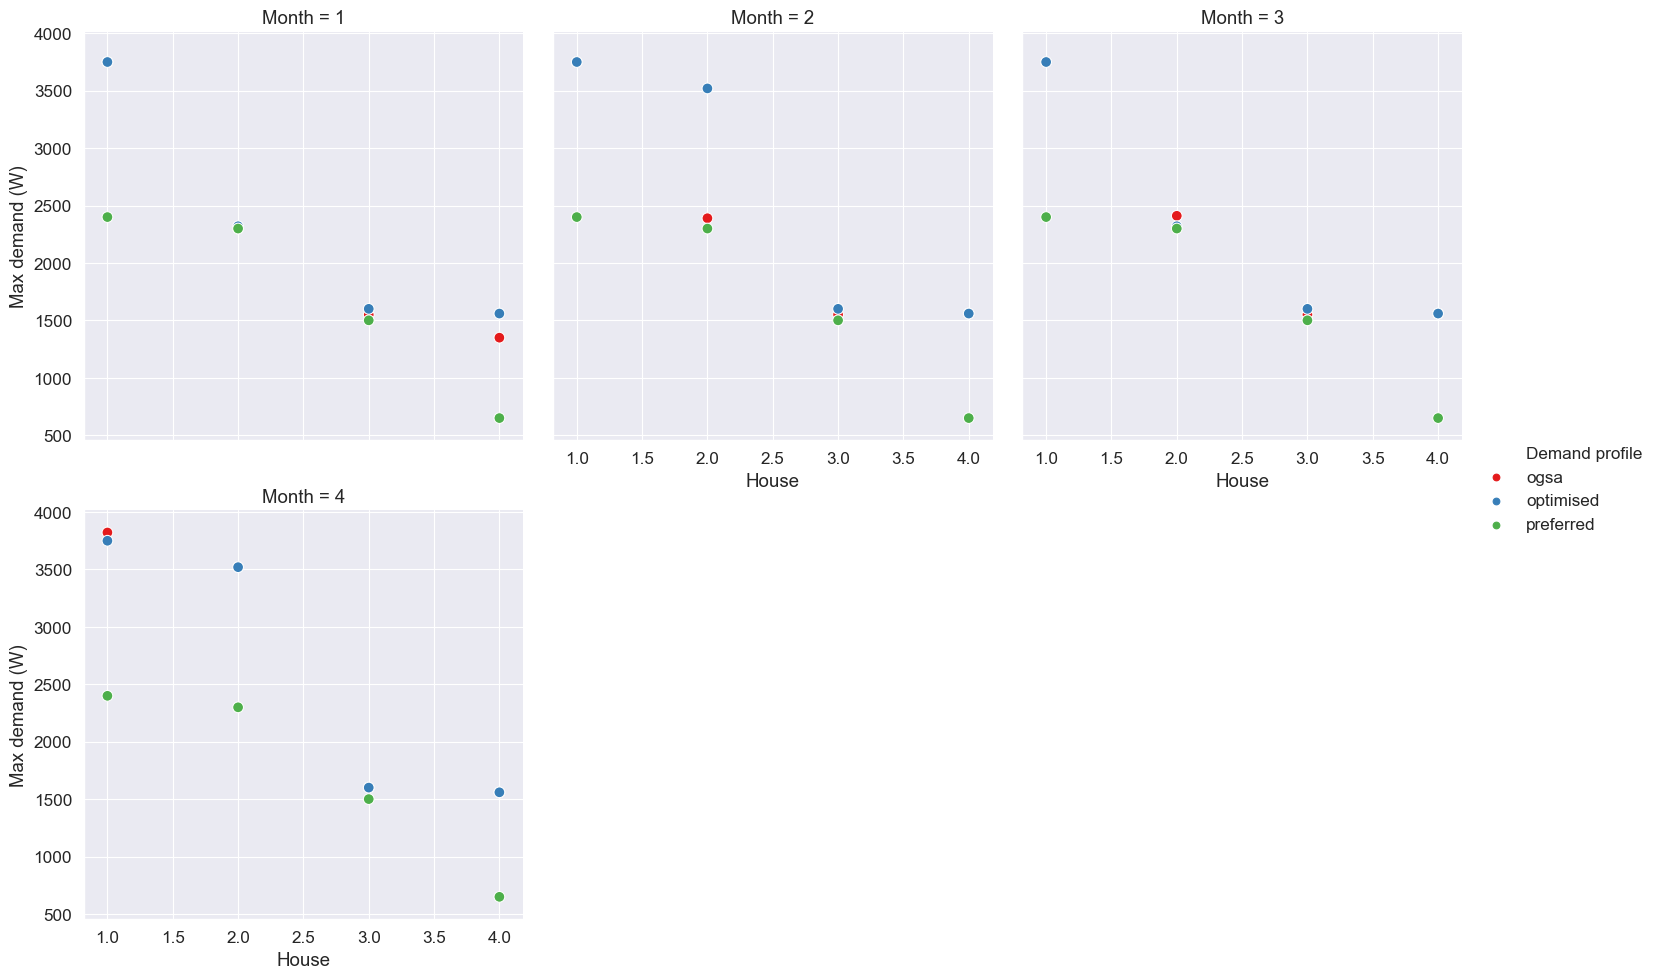 Month = 1
Month = 2
Month = 3
4000
3500
3000
2500
2000
1500
1000
500
Max demand (W)
1.0 1.5 2.0 2.5 3.0 3.5 4.0
House
1.0 1.5 2.0 2.5 3.0 3.5 4.0
House
Demand profile
ogsa
optimised
preferred
Month = 4
4000
3500
3000
2500
2000
1500
1000
500
Max demand (W)
1.0 1.5 2.0 2.5 3.0 3.5 4.0
House